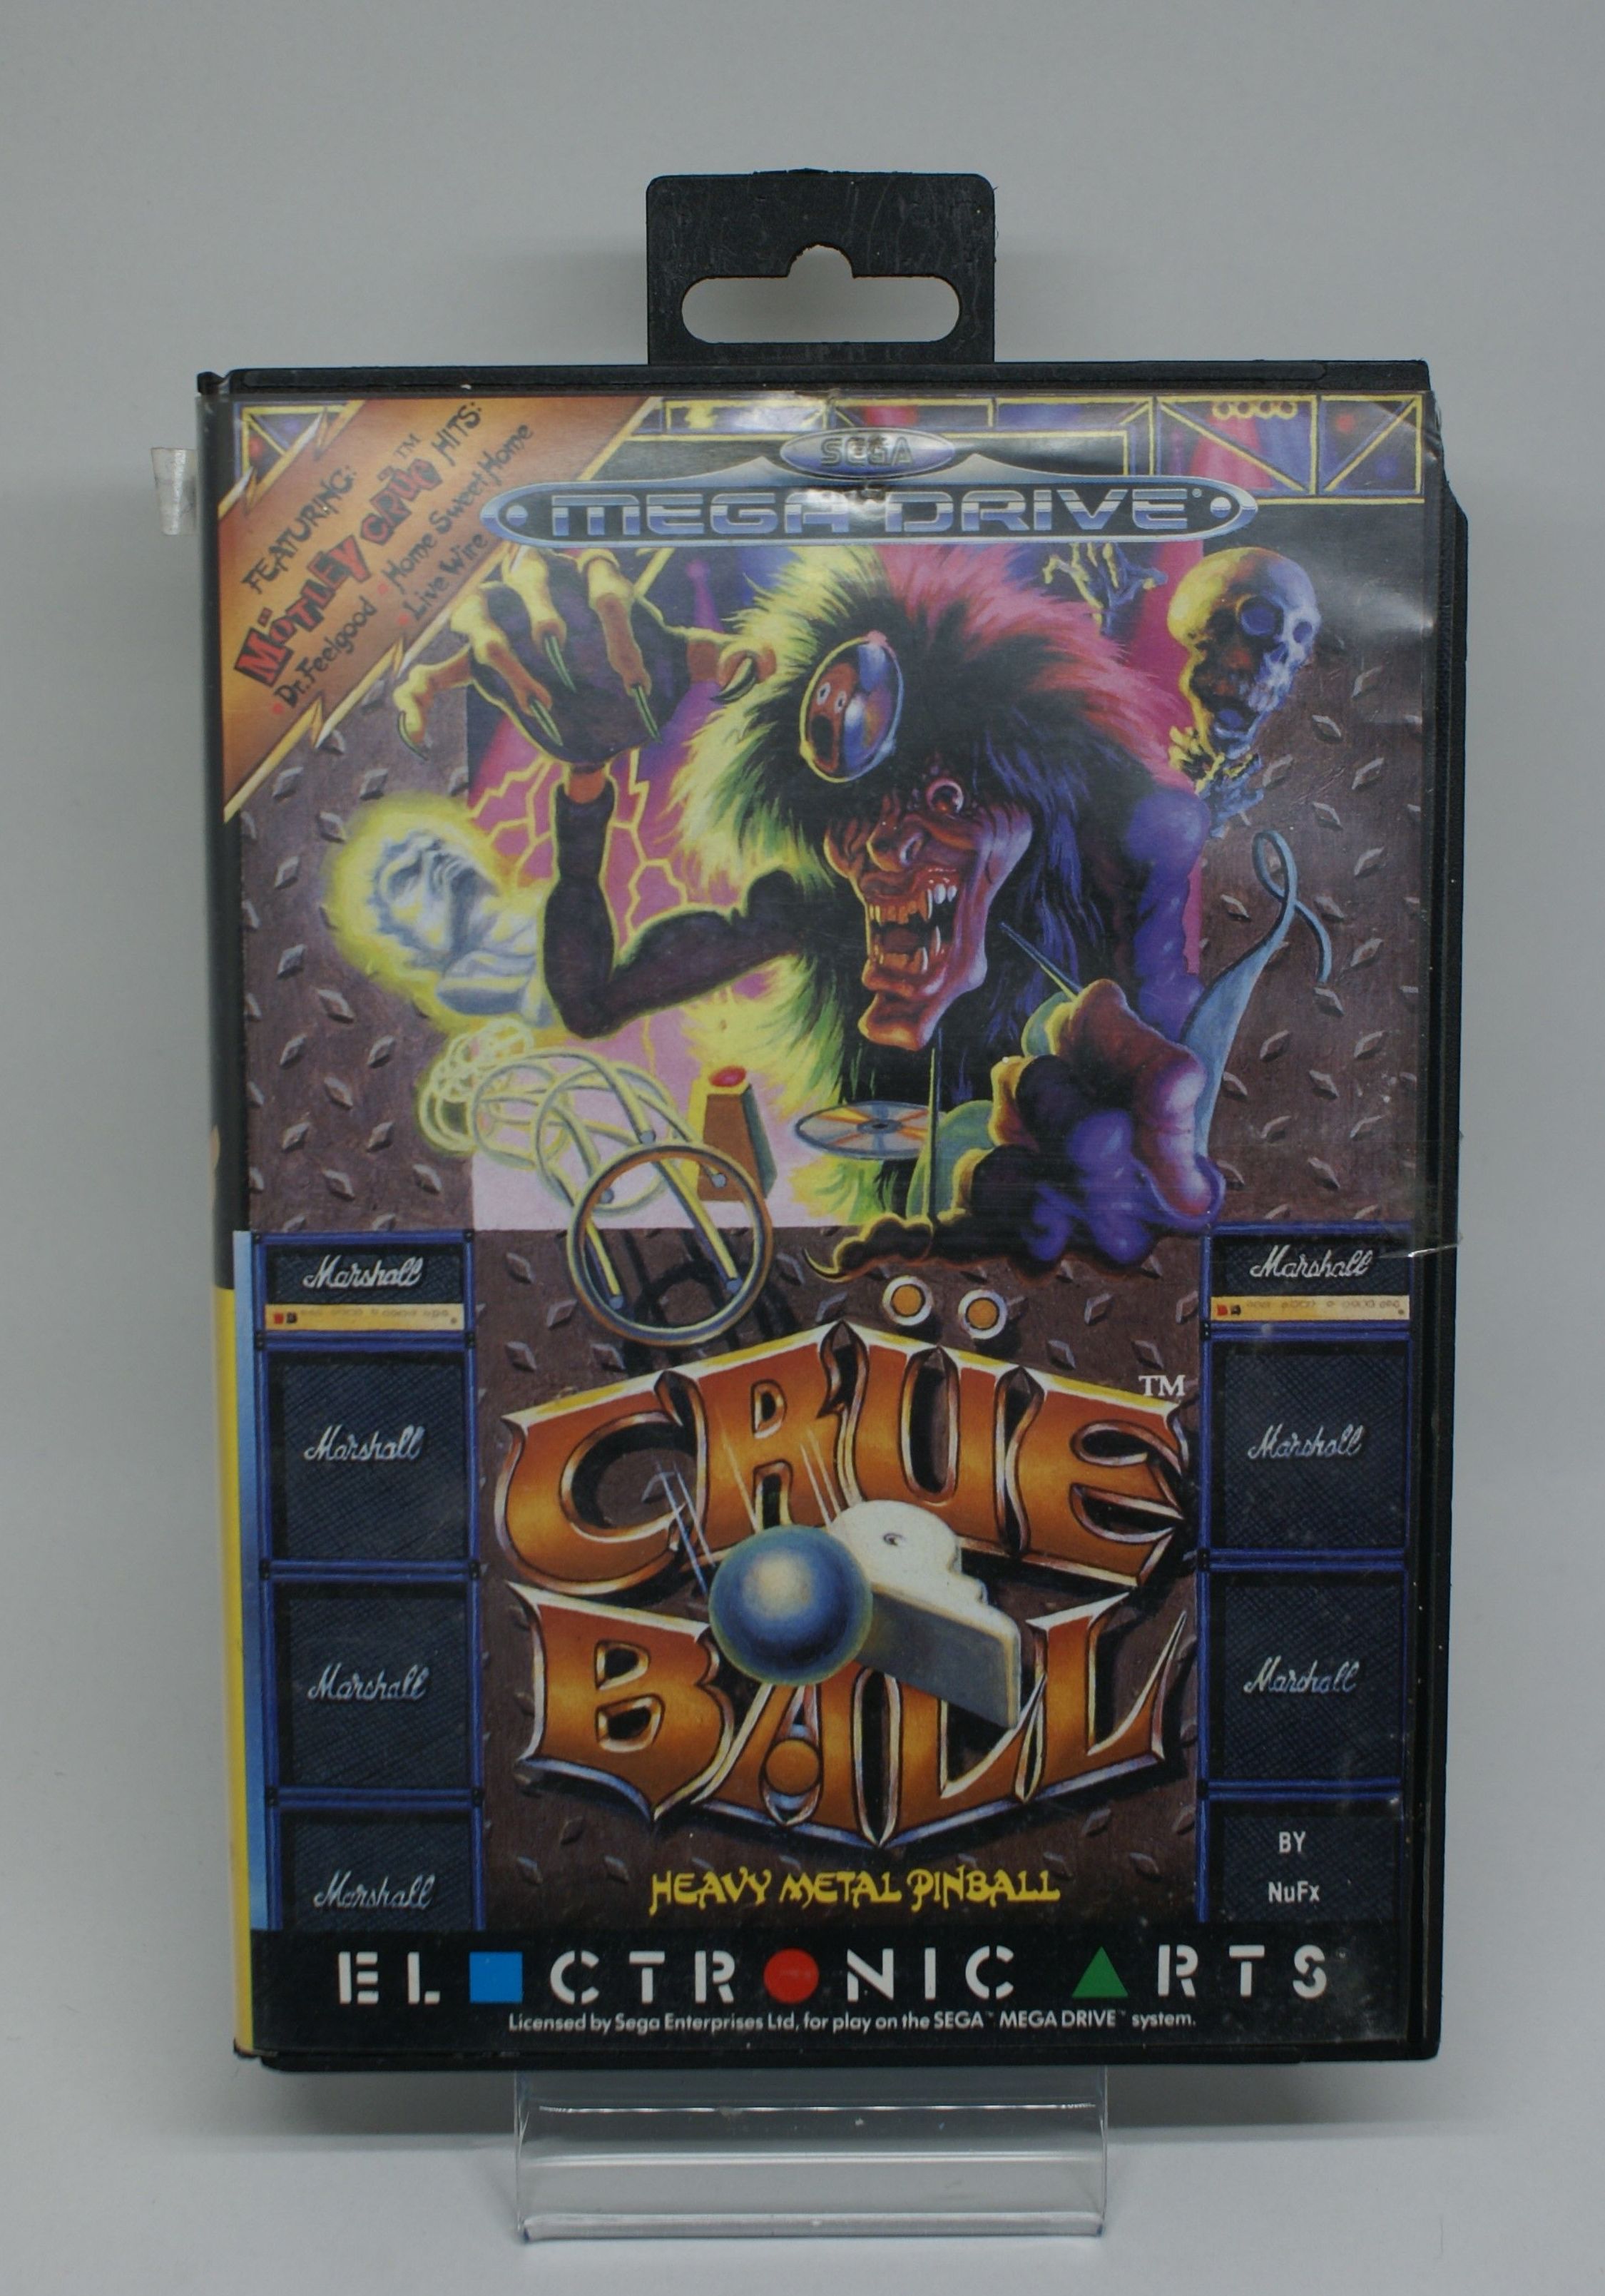 FEATURING:
MÖTLEY CRÜE™ HITS:
• Dr. Feelgood • Home Sweet Home
• Live Wire
SEGA
MEGA DRIVE
Marshall
Marshall
Marshall
Marshall
Marshall
Marshall
Marshall
CRÜE
BALL
TM
HEAVY METAL PINBALL
BY
NuFx
ELECTRONIC ARTS
Licensed by Sega Enterprises Ltd, for play on the SEGA™ MEGA DRIVE™ system.